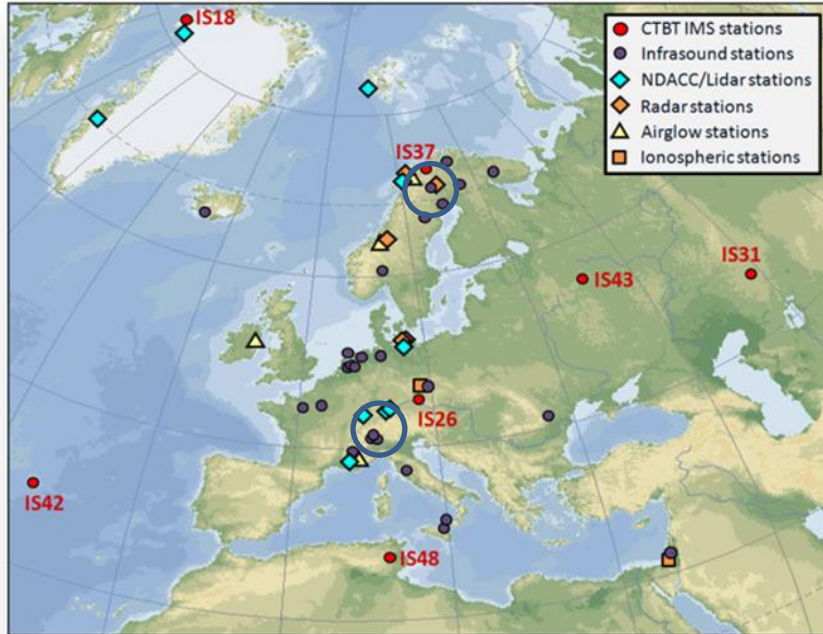 IS18
CTBT IMS stations
Infrasound stations
NDACC/Lidar stations
Radar stations
Airglow stations
Ionospheric stations
IS37
IS31
IS43
IS26
IS42
IS48